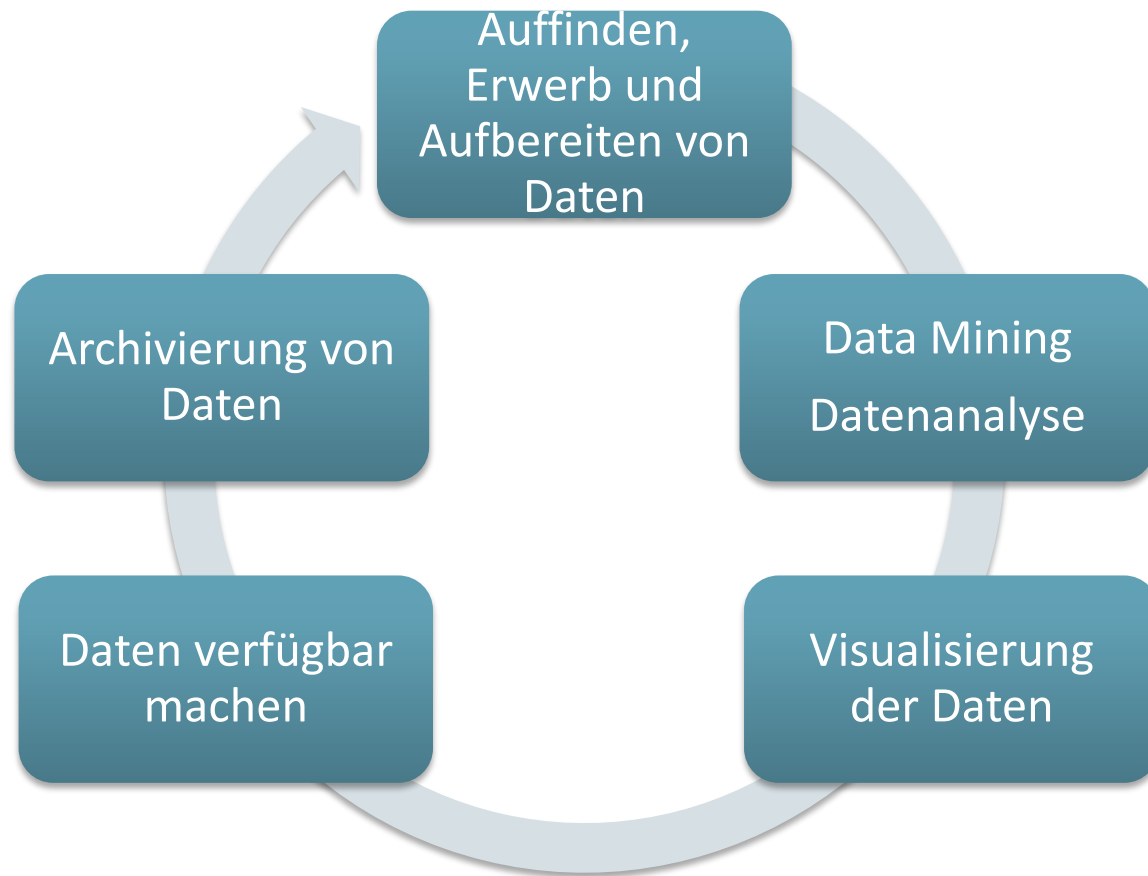 Auffinden,
Erwerb und
Aufbereiten von
Daten
Data Mining
Datenanalyse
Visualisierung
der Daten
Daten verfügbar
machen
Archivierung von
Daten